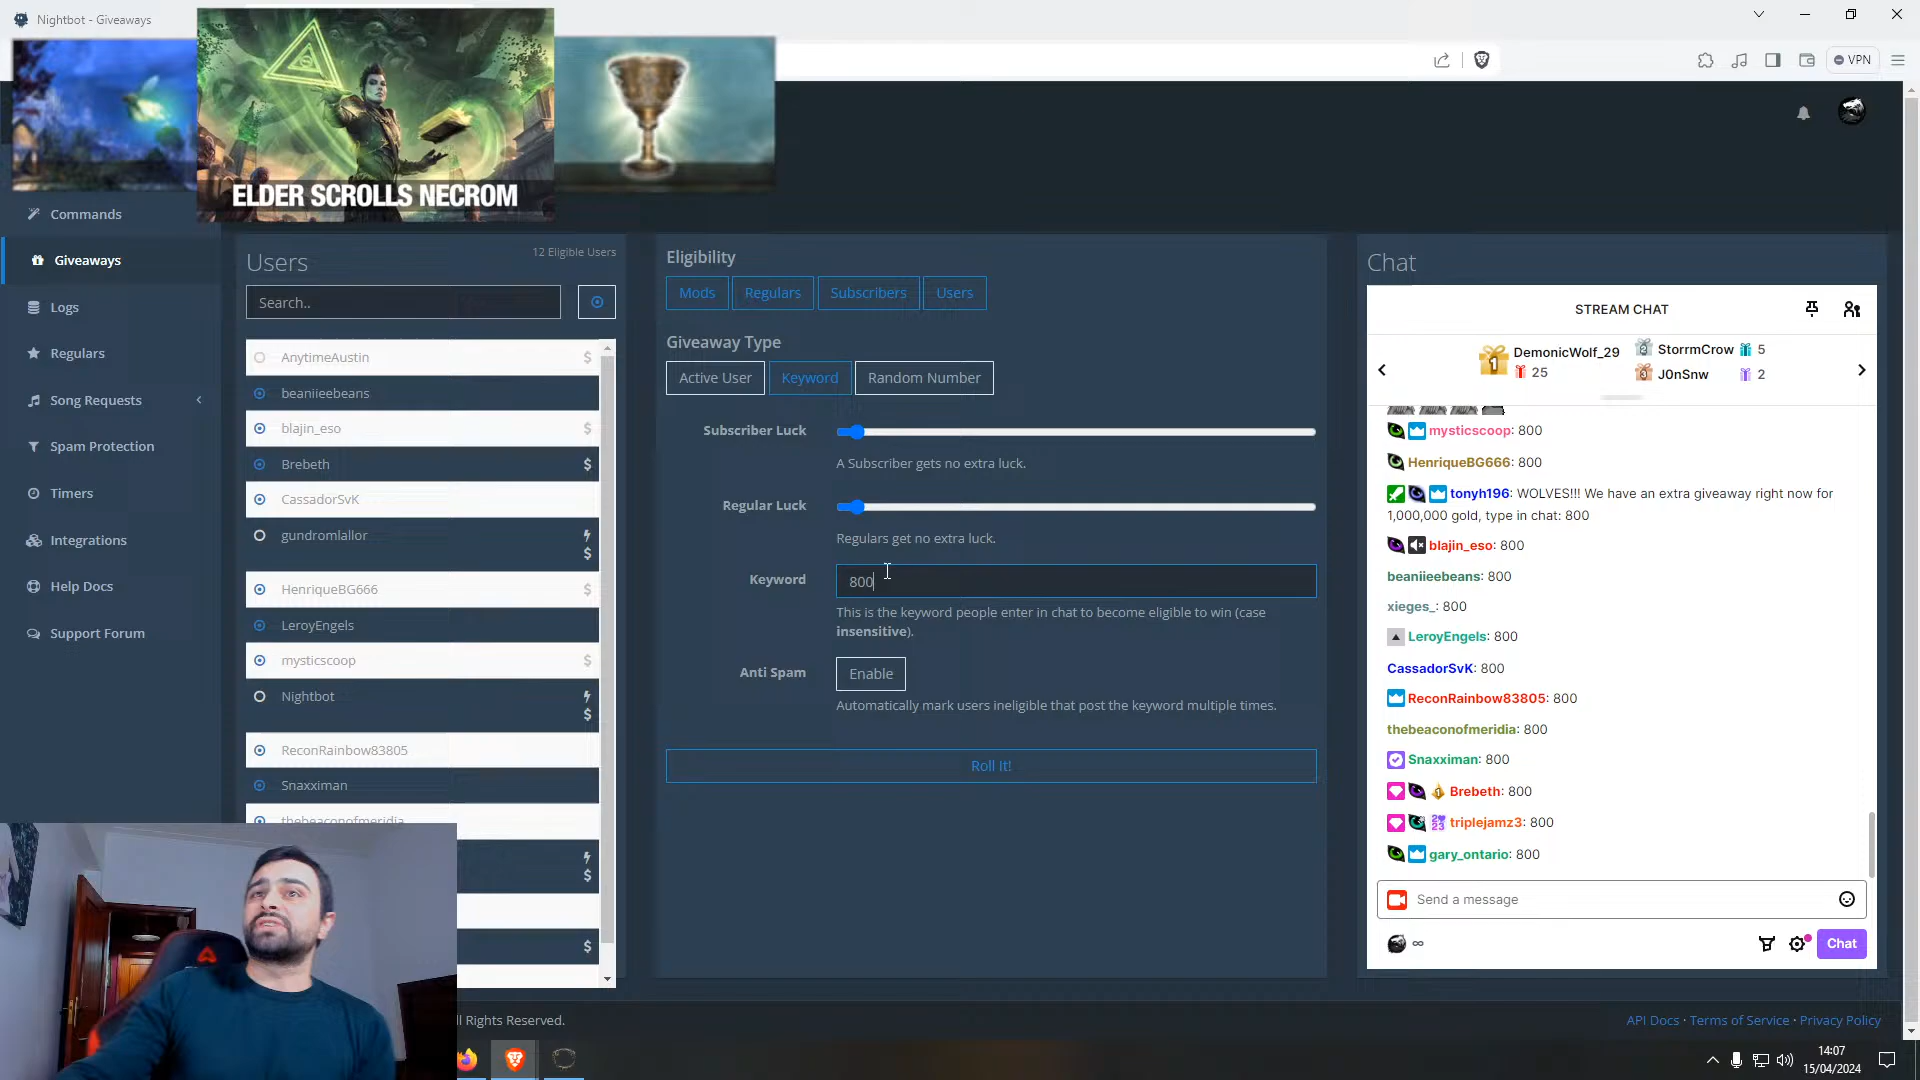 Nightbot - Giveaways
VPN
ELDER SCROLLS NECROM
Commands
Giveaways
Logs
Regulars
Song Requests
Spam Protection
Timers
Integrations
Help Docs
Support Forum
Users
12 Eligible Users
Search..
AnytimeAustin $
beaniieebeans
blajin_eso $
Brebeth $
CassadorSvK
gundromlallor
$
HenriqueBG666 $
LeroyEngels
mysticscoop $
Nightbot
$
ReconRainbow83805
Snaxximan
thebeaconofmeridia
$
$
Eligibility
Mods Regulars Subscribers Users
Giveaway Type
Active User Keyword Random Number
Subscriber Luck
A Subscriber gets no extra luck.
Regular Luck
Regulars get no extra luck.
Keyword
800
This is the keyword people enter in chat to become eligible to win (case
insensitive).
Anti Spam
Enable
Automatically mark users ineligible that post the keyword multiple times.
Roll It!
Chat
STREAM CHAT
1 DemonicWolf_29
25
2 StorrmCrow 5
3 J0nSnw 2
mysticscoop: 800
HenriqueBG666: 800
tonyh196: WOLVES!!! We have an extra giveaway right now for
1,000,000 gold, type in chat: 800
blajin_eso: 800
beaniieebeans: 800
xieges_: 800
LeroyEngels: 800
CassadorSvK: 800
ReconRainbow83805: 800
thebeaconofmeridia: 800
Snaxximan: 800
Brebeth: 800
triplejamz3: 800
gary_ontario: 800
Send a message
∞
Chat
ll Rights Reserved.
API Docs · Terms of Service · Privacy Policy
14:07
15/04/2024